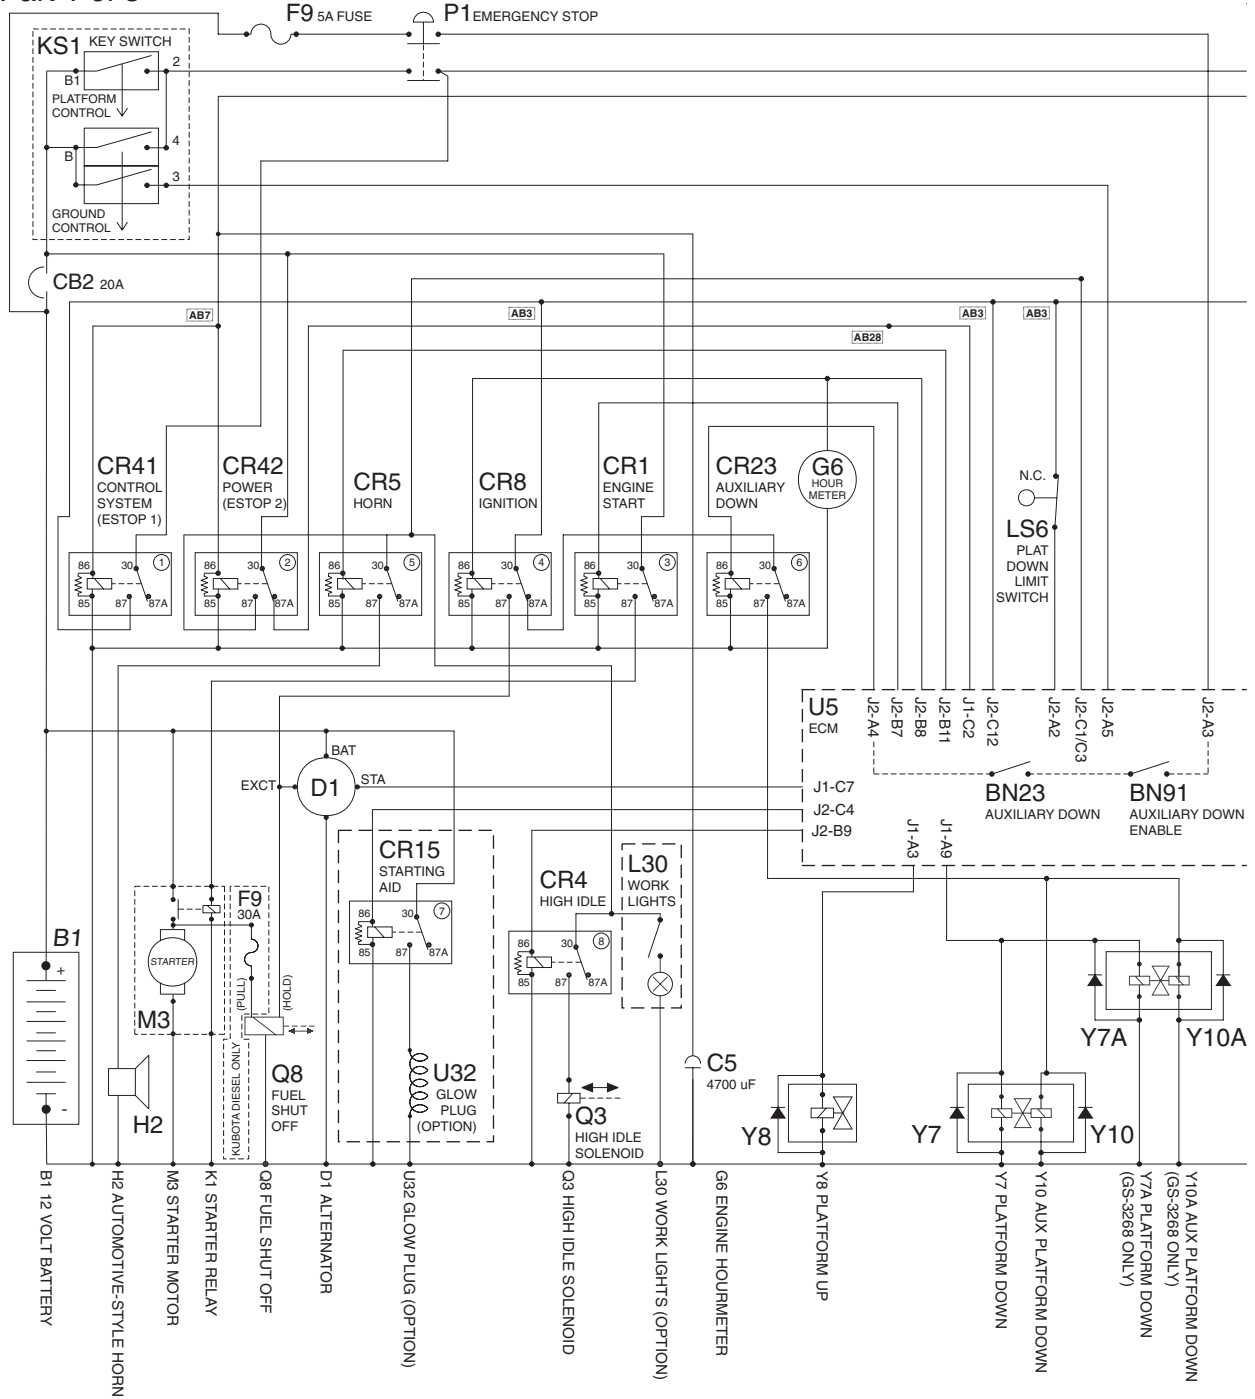 F9 5A FUSE
P1 EMERGENCY STOP
KS1 KEY SWITCH
2
B1
PLATFORM
CONTROL
4
B
3
GROUND
CONTROL
CB2 20A
AB7
AB3
AB28
AB3
AB3
CR41
CONTROL
SYSTEM
(ESTOP 1)
CR42
POWER
(ESTOP 2)
CR5
HORN
CR8
IGNITION
CR1
ENGINE
START
CR23
AUXILIARY
DOWN
G6
HOUR
METER
N.C.
LS6
PLAT
DOWN
LIMIT
SWITCH
86 30 1
85 87 87A
86 30 2
85 87 87A
86 30 5
85 87 87A
86 30 4
85 87 87A
86 30 3
85 87 87A
86 30 6
85 87 87A
U5
ECM
J2-A4
J2-B7
J2-B8
J2-B11
J1-C2
J2-C12
J2-A2
J2-C1/C3
J2-A5
J2-A3
BN23
AUXILIARY DOWN
BN91
AUXILIARY DOWN
ENABLE
J1-C7
J2-C4
J2-B9
J1-A3
J1-A9
BAT
EXCT
D1
STA
CR15
STARTING
AID
86 30 7
85 87 87A
CR4
HIGH IDLE
86 30 8
85 87 87A
L30
WORK
LIGHTS
F9
30A
B1
+
-
STARTER
M3
(PULL)
(HOLD)
KUBOTA DIESEL ONLY
H2
Q8
FUEL
SHUT
OFF
U32
GLOW
PLUG
(OPTION)
Q3
HIGH IDLE
SOLENOID
C5
4700 uF
Y8
Y7
Y10
Y7A
Y10A
B1 12 VOLT BATTERY
H2 AUTOMOTIVE-STYLE HORN
M3 STARTER MOTOR
K1 STARTER RELAY
Q8 FUEL SHUT OFF
D1 ALTERNATOR
U32 GLOW PLUG (OPTION)
Q3 HIGH IDLE SOLENOID
L30 WORK LIGHTS (OPTION)
G6 ENGINE HOURMETER
Y8 PLATFORM UP
Y7 PLATFORM DOWN
Y10 AUX PLATFORM DOWN
Y7A PLATFORM DOWN
(GS-3268 ONLY)
Y10A AUX PLATFORM DOWN
(GS-3268 ONLY)